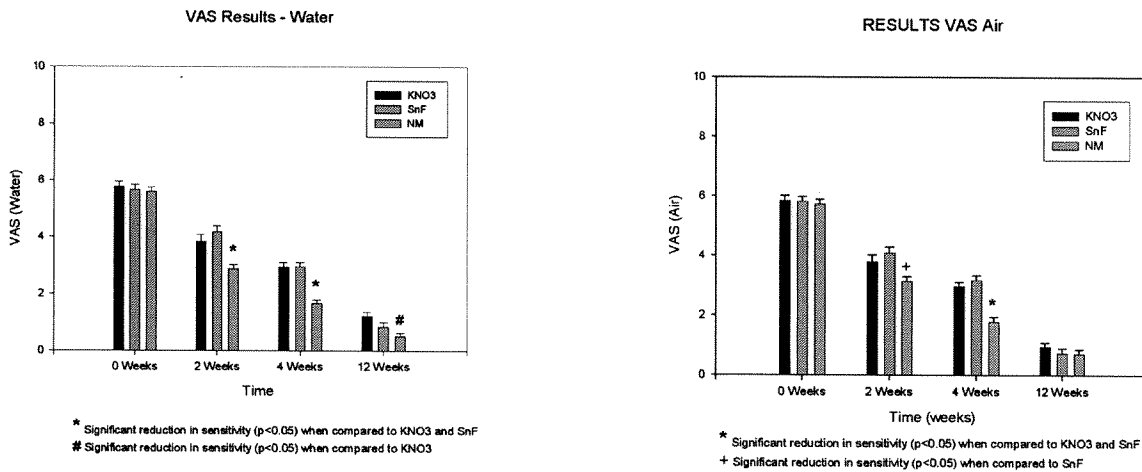 VAS Results - Water
10
8
6
4
2
0
VAS (Water)
KNO3
SnF
NM
*
*
#
0 Weeks 2 Weeks 4 Weeks 12 Weeks
Time
* Significant reduction in sensitivity (p<0.05) when compared to KNO3 and SnF
# Significant reduction in sensitivity (p<0.05) when compared to KNO3
RESULTS VAS Air
10
8
6
4
2
0
VAS (Air)
KNO3
SnF
NM
+
*
0 Weeks 2 Weeks 4 Weeks 12 Weeks
Time (weeks)
* Significant reduction in sensitivity (p<0.05) when compared to KNO3 and SnF
+ Significant reduction in sensitivity (p<0.05) when compared to SnF